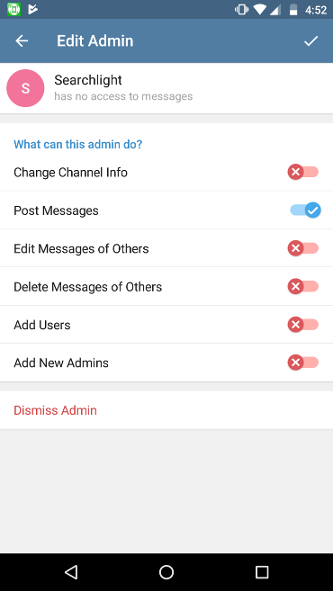 4:52
Edit Admin
S
Searchlight
has no access to messages
What can this admin do?
Change Channel Info
Post Messages
Edit Messages of Others
Delete Messages of Others
Add Users
Add New Admins
Dismiss Admin